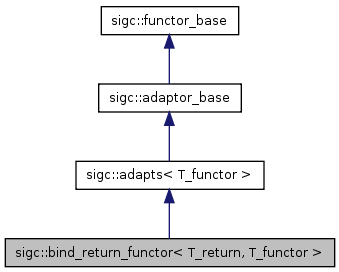 sigc::functor_base
sigc::adaptor_base
sigc::adapts< T_functor >
sigc::bind_return_functor< T_return, T_functor >